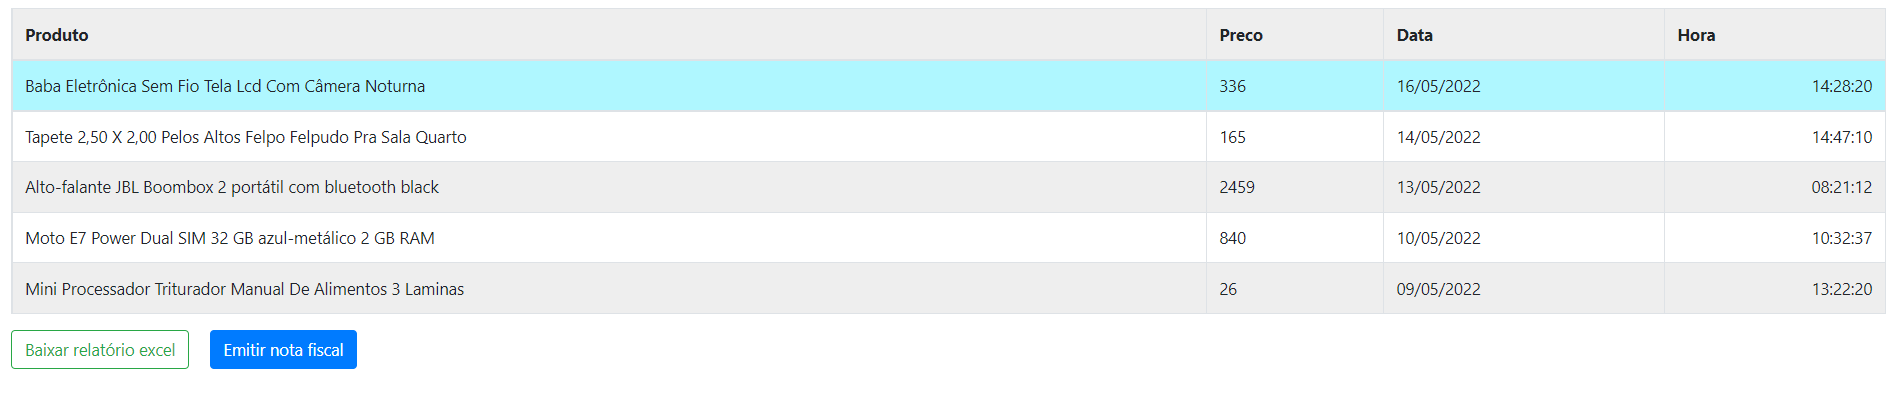 Produto Preco Data Hora
Baba Eletrônica Sem Fio Tela Lcd Com Câmera Noturna 336 16/05/2022 14:28:20
Tapete 2,50 X 2,00 Pelos Altos Felpo Felpudo Pra Sala Quarto 165 14/05/2022 14:47:10
Alto-falante JBL Boombox 2 portátil com bluetooth black 2459 13/05/2022 08:21:12
Moto E7 Power Dual SIM 32 GB azul-metálico 2 GB RAM 840 10/05/2022 10:32:37
Mini Processador Triturador Manual De Alimentos 3 Laminas 26 09/05/2022 13:22:20
Baixar relatório excel Emitir nota fiscal